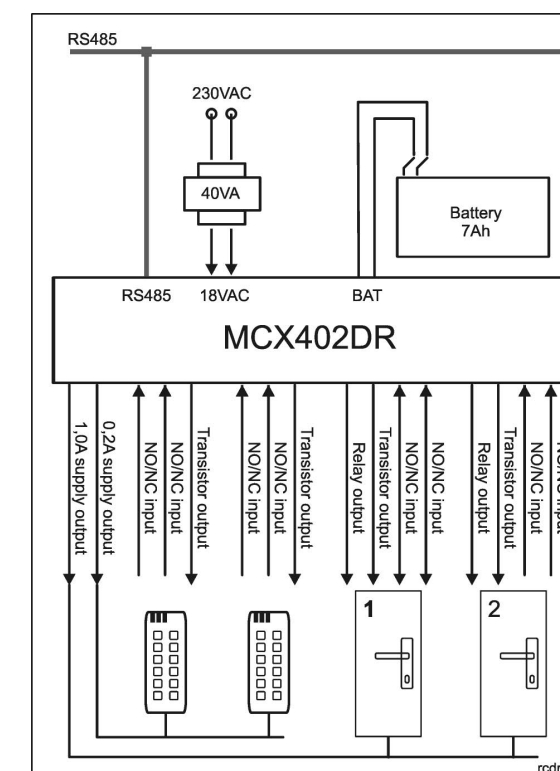 RS485
230VAC
40VA
Battery
7Ah
RS485
18VAC
BAT
MCX402DR
1,0A supply output
0,2A supply output
NO/NC input
NO/NC input
Transistor output
NO/NC input
NO/NC input
Transistor output
Relay output
Transistor output
NO/NC input
NO/NC input
Relay output
Transistor output
NO/NC input
1
2